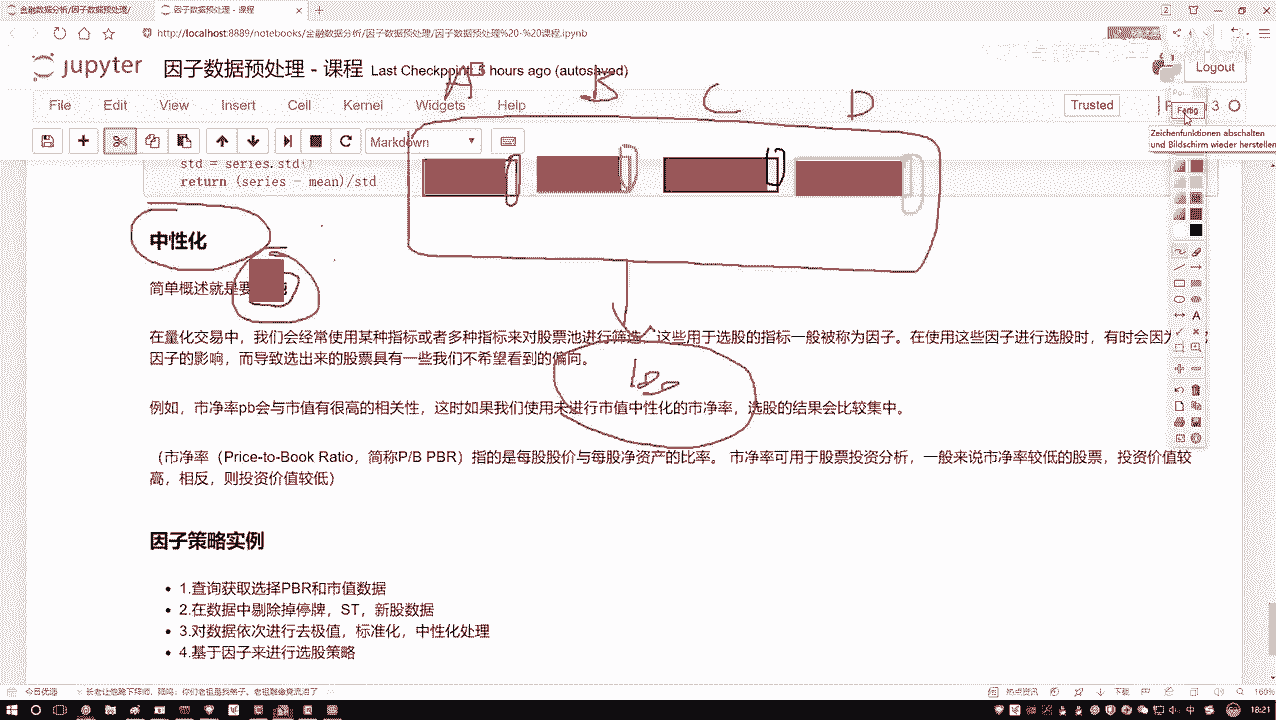 金融数据分析/因子数据预处理/
因子数据预处理 - 课程
http://localhost:8889/notebooks/金融数据分析/因子数据预处理/因子数据预处理%20-%20课程.ipynb
jupyter 因子数据预处理 - 课程 Last Checkpoint: hours ago (autosaved)
Logout
A B C D
File Edit View Insert Cell Kernel Widgets Help
Trusted
3
Fertig
Markdown
Zeichenfunktionen abschalten
und Bildschirm wieder herstellen
std = series.std()
return (series - mean)/std
中性化
简单概述就是要
在量化交易中，我们会经常使用某种指标或者多种指标来对股票池进行筛选，这些用于选股的指标一般被称为因子。在使用这些因子进行选股时，有时会因为
因子的影响，而导致选出来的股票具有一些我们不希望看到的偏向。
例如，市净率pb会与市值有很高的相关性，这时如果我们使用未进行市值中性化的市净率，选股的结果会比较集中。
（市净率（Price-to-Book Ratio，简称P/B PBR）指的是每股股价与每股净资产的比率。 市净率可用于股票投资分析，一般来说市净率较低的股票，投资价值较
高，相反，则投资价值较低）
因子策略实例
1.查询获取选择PBR和市值数据
2.在数据中剔除掉停牌，ST，新股数据
3.对数据依次进行去极值，标准化，中性化处理
4.基于因子来进行选股策略
今日优选
热点资讯
下载
160%
中
18:21